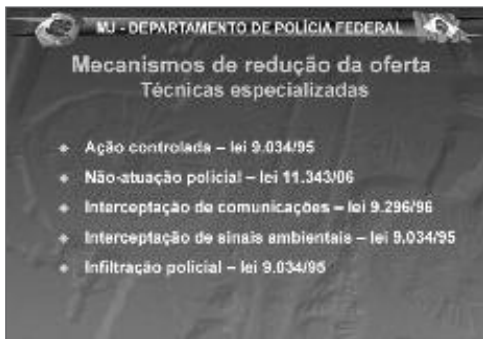 MJ - DEPARTAMENTO DE POLÍCIA FEDERAL
Mecanismos de redução da oferta
Técnicas especializadas
Ação controlada – lei 9.034/95
Não-atuação policial – lei 11.343/06
Interceptação de comunicações – lei 9.296/96
Interceptação de sinais ambientais – lei 9.034/95
Infiltração policial – lei 9.034/95